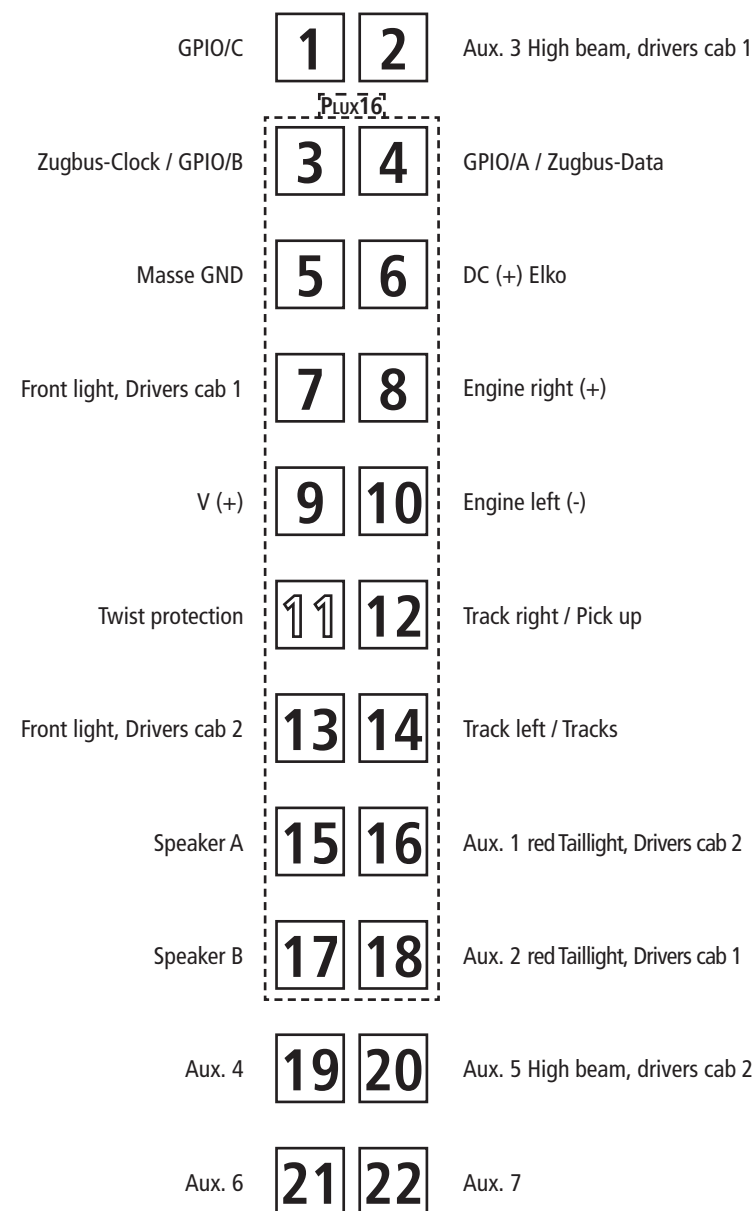 GPIO/C 1 2 Aux. 3 High beam, drivers cab 1
PLUX16
Zugbus-Clock / GPIO/B 3 4 GPIO/A / Zugbus-Data
Masse GND 5 6 DC (+) Elko
Front light, Drivers cab 1 7 8 Engine right (+)
V (+) 9 10 Engine left (-)
Twist protection 11 12 Track right / Pick up
Front light, Drivers cab 2 13 14 Track left / Tracks
Speaker A 15 16 Aux. 1 red Taillight, Drivers cab 2
Speaker B 17 18 Aux. 2 red Taillight, Drivers cab 1
Aux. 4 19 20 Aux. 5 High beam, drivers cab 2
Aux. 6 21 22 Aux. 7